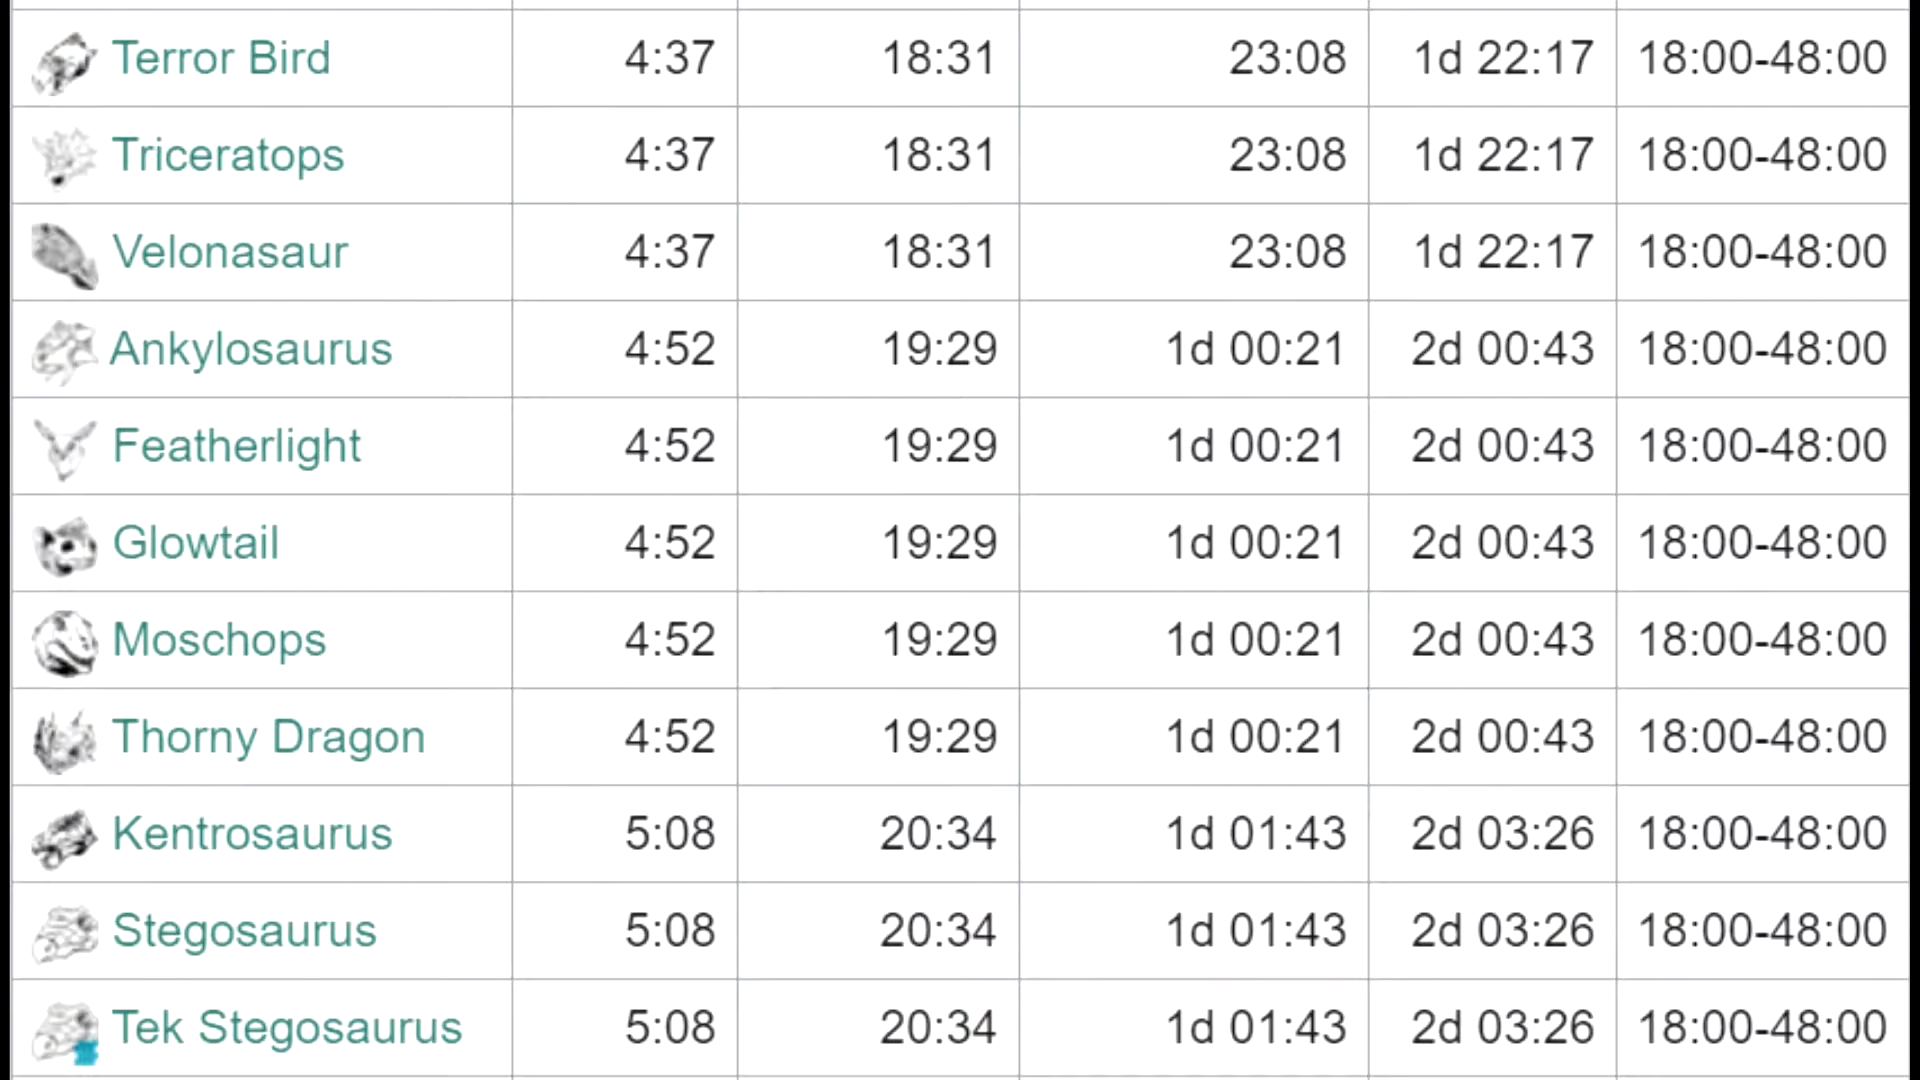 Terror Bird 4:37 18:31 23:08 1d 22:17 18:00-48:00
Triceratops 4:37 18:31 23:08 1d 22:17 18:00-48:00
Velonasaur 4:37 18:31 23:08 1d 22:17 18:00-48:00
Ankylosaurus 4:52 19:29 1d 00:21 2d 00:43 18:00-48:00
Featherlight 4:52 19:29 1d 00:21 2d 00:43 18:00-48:00
Glowtail 4:52 19:29 1d 00:21 2d 00:43 18:00-48:00
Moschops 4:52 19:29 1d 00:21 2d 00:43 18:00-48:00
Thorny Dragon 4:52 19:29 1d 00:21 2d 00:43 18:00-48:00
Kentrosaurus 5:08 20:34 1d 01:43 2d 03:26 18:00-48:00
Stegosaurus 5:08 20:34 1d 01:43 2d 03:26 18:00-48:00
Tek Stegosaurus 5:08 20:34 1d 01:43 2d 03:26 18:00-48:00